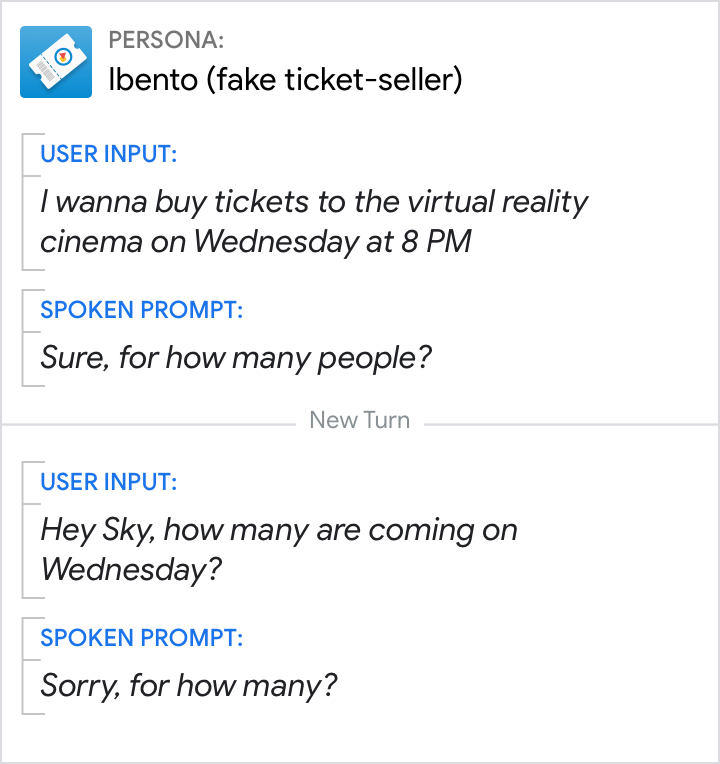 PERSONA:
Ibento (fake ticket-seller)
USER INPUT:
I wanna buy tickets to the virtual reality
cinema on Wednesday at 8 PM
SPOKEN PROMPT:
Sure, for how many people?
New Turn
USER INPUT:
Hey Sky, how many are coming on
Wednesday?
SPOKEN PROMPT:
Sorry, for how many?